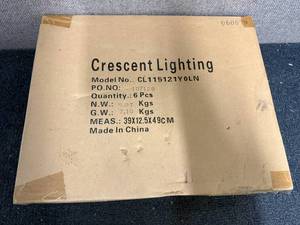 Crescent Lighting
Model No. CL115121Y0LN
PO.NO:
Quantity: 6 Pcs
N.W.: Kgs
G.W.: Kgs
MEAS.: 39X12.5X49CM
Made In China